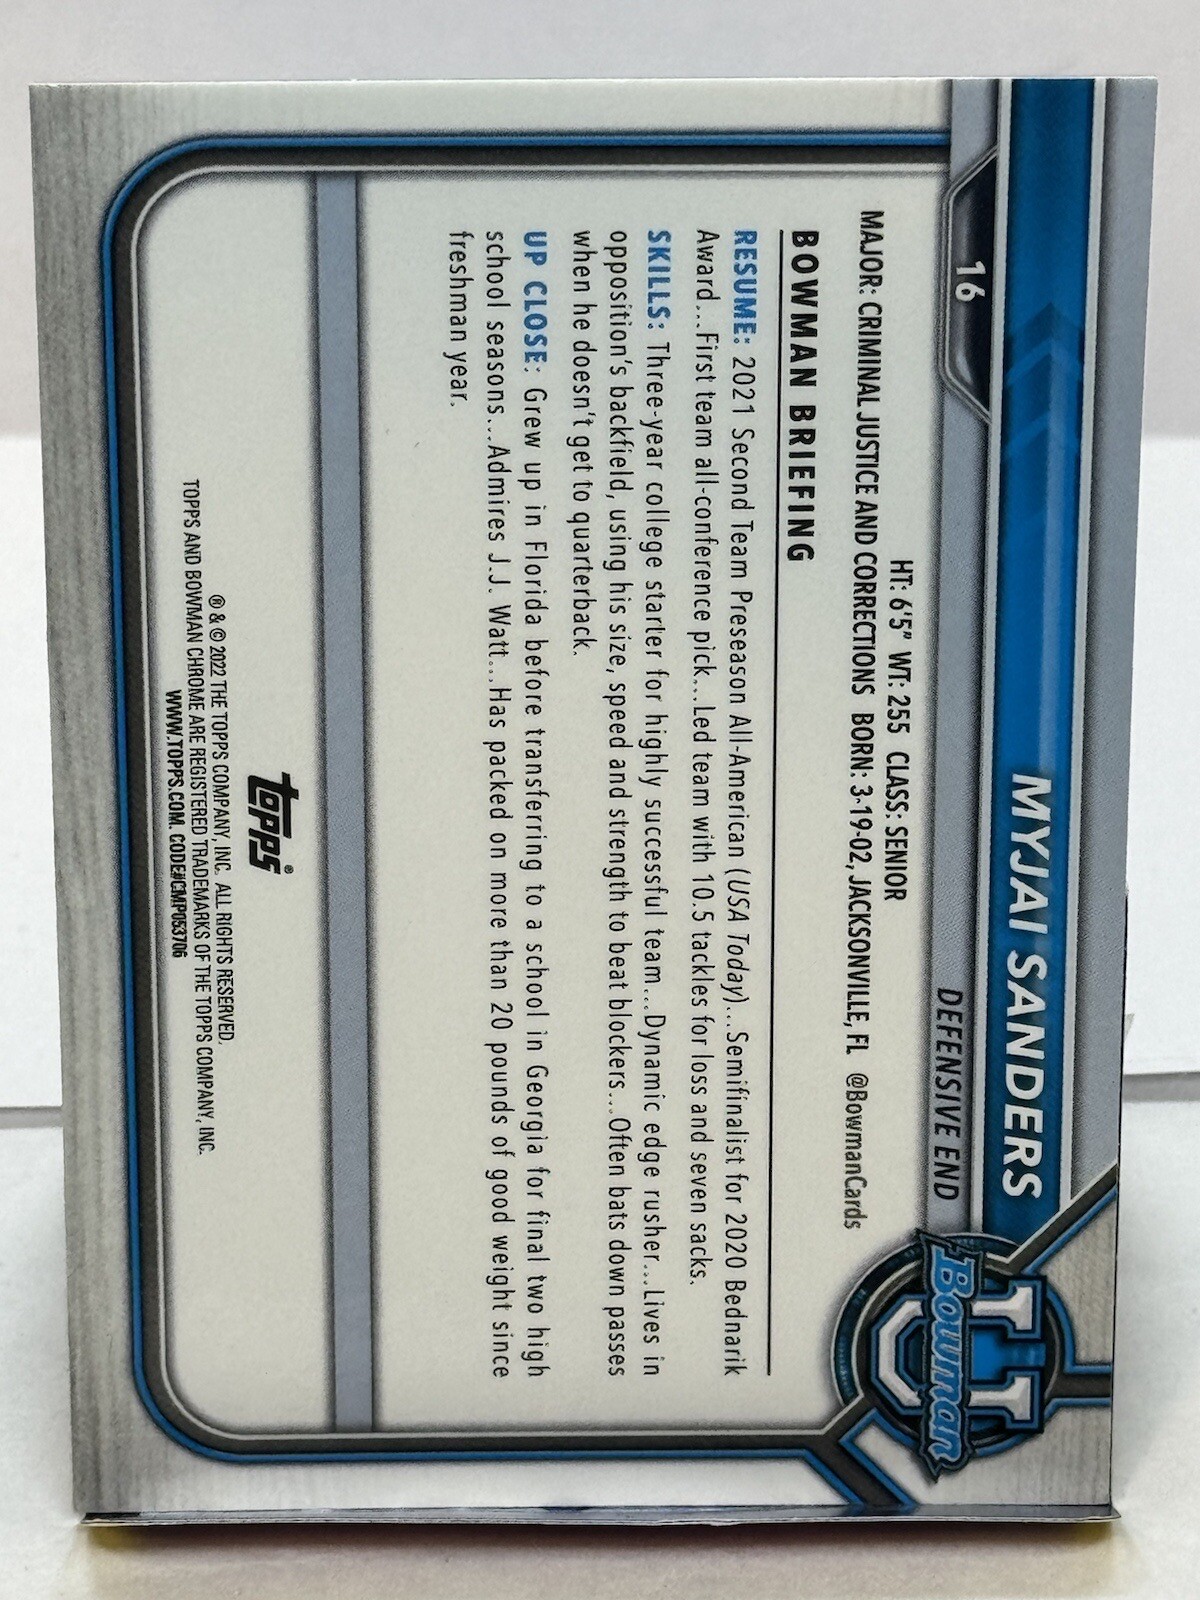 MYJAI SANDERS
DEFENSIVE END
16
U
Bowman
HT: 6'5" WT: 255 CLASS: SENIOR
MAJOR: CRIMINAL JUSTICE AND CORRECTIONS BORN: 3-19-02, JACKSONVILLE, FL @BowmanCards
BOWMAN BRIEFING
RESUME: 2021 Second Team Preseason All-American (USA Today)...Semifinalist for 2020 Bednarik
Award...First team all-conference pick...Led team with 10.5 tackles for loss and seven sacks.
SKILLS: Three-year college starter for highly successful team...Dynamic edge rusher...Lives in
opposition's backfield, using his size, speed and strength to beat blockers...Often bats down passes
when he doesn't get to quarterback.
UP CLOSE: Grew up in Florida before transferring to a school in Georgia for final two high
school seasons...Admires J.J. Watt...Has packed on more than 20 pounds of good weight since
freshman year.
topps®
® & © 2022 THE TOPPS COMPANY, INC. ALL RIGHTS RESERVED.
TOPPS AND BOWMAN CHROME ARE REGISTERED TRADEMARKS OF THE TOPPS COMPANY, INC.
WWW.TOPPS.COM. CODE#CMP053706